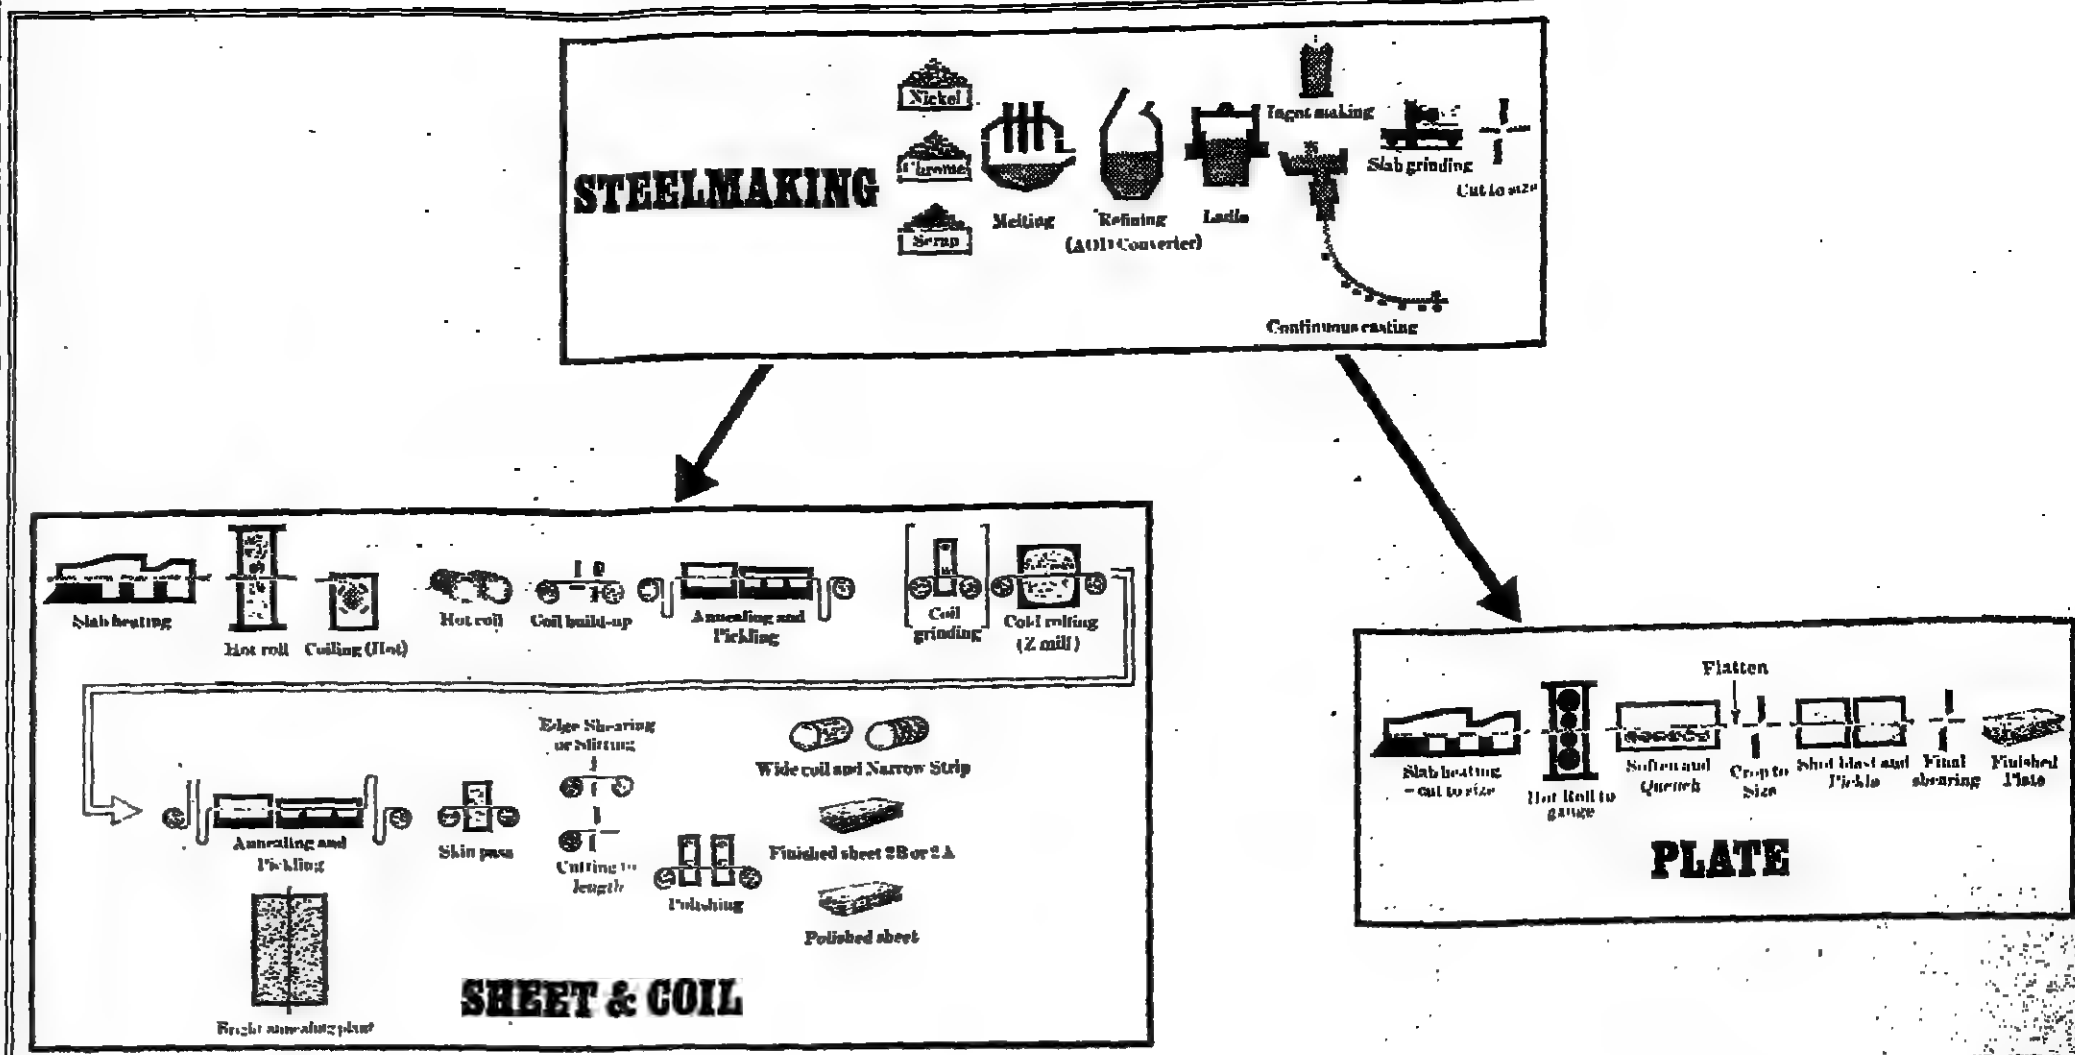 Nickel
Chrome
Scrap
STEELMAKING
Melting
Refining
(AOD Converter)
Ladle
Ingot making
Continuous casting
Slab grinding
Cut to size
Slab heating
Hot roll
Coiling (Hot)
Hot coil
Coil build-up
Annealing and
Pickling
Coil
grinding
Cold rolling
(Z mill)
Annealing and
Pickling
Bright annealing plant
Skin pass
Edge Shearing
or Slitting
Cutting to
length
Polishing
Wide coil and Narrow Strip
Finished sheet 2B or 2A
Polished sheet
SHEET & COIL
Slab heating
- cut to size
Hot Roll to
gauge
Soften and
Quench
Flatten
Crop to
Size
Shot blast and
Pickle
Final
shearing
Finished
Plate
PLATE